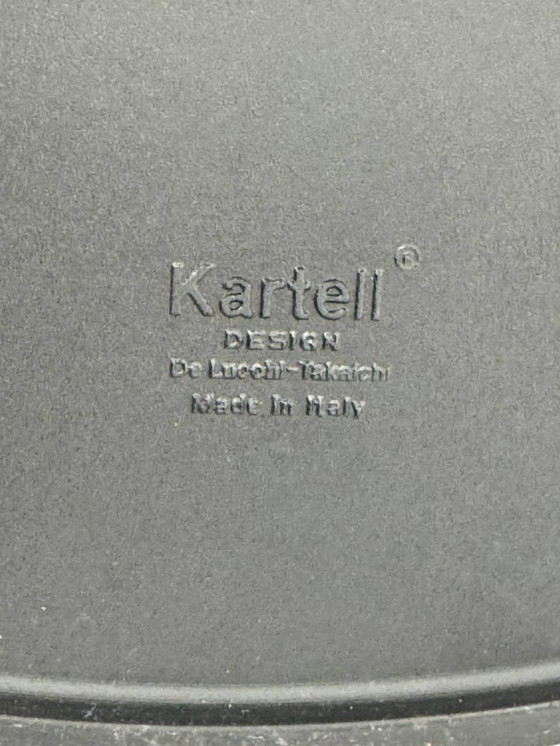 Kartell®
DESIGN
De Lucchi-Takaichi
Made in Italy